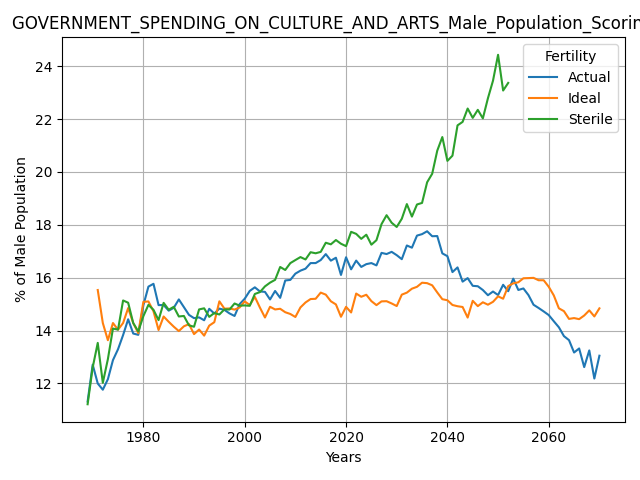 GOVERNMENT_SPENDING_ON_CULTURE_AND_ARTS_Male_Population_Scorin
Fertility
Actual
Ideal
Sterile
% of Male Population
24
22
20
18
16
14
12
1980
2000
2020
2040
2060
Years